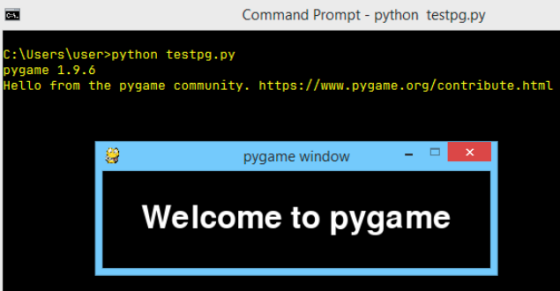 Command Prompt - python testpg.py
C:\Users\user>python testpg.py
pygame 1.9.6
Hello from the pygame community. https://www.pygame.org/contribute.html
pygame window
Welcome to pygame